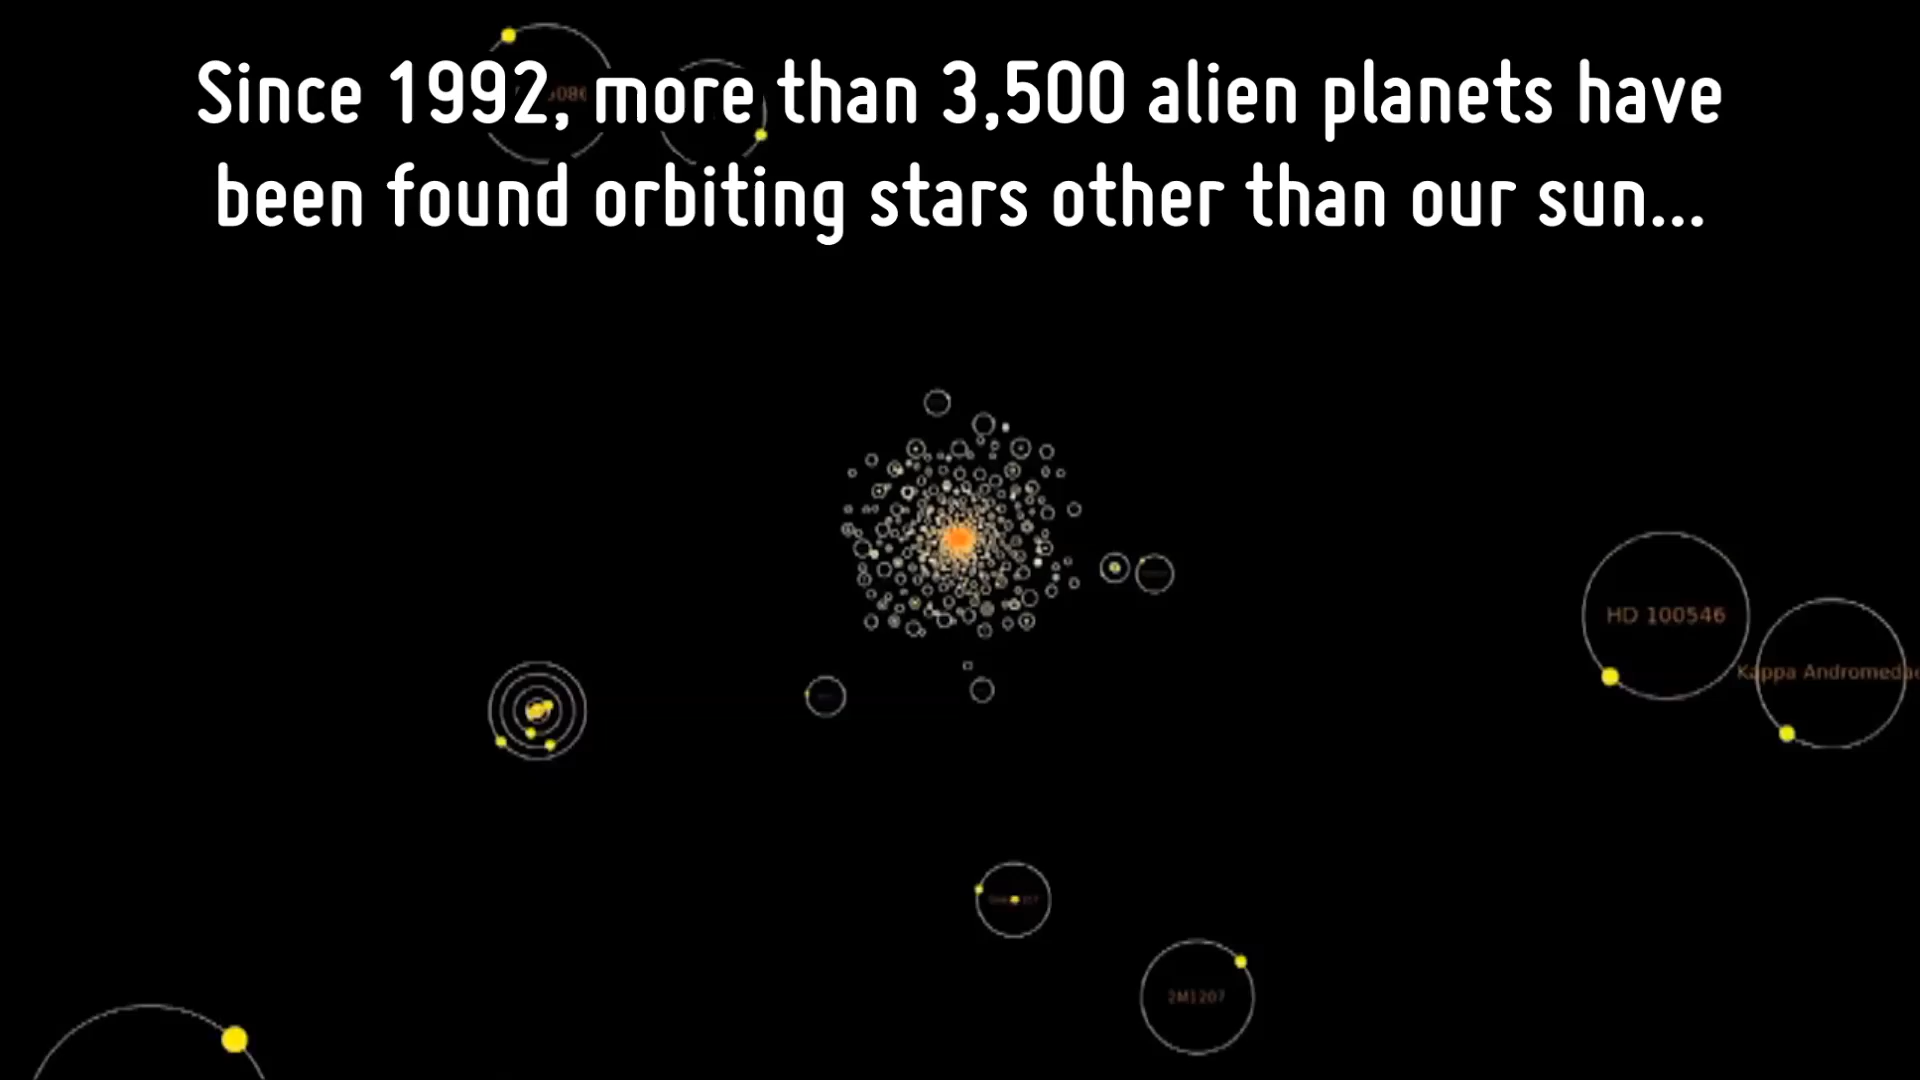 Since 1992, more than 3,500 alien planets have
been found orbiting stars other than our sun...
HD 100546
Kappa Andromedae
2M1207